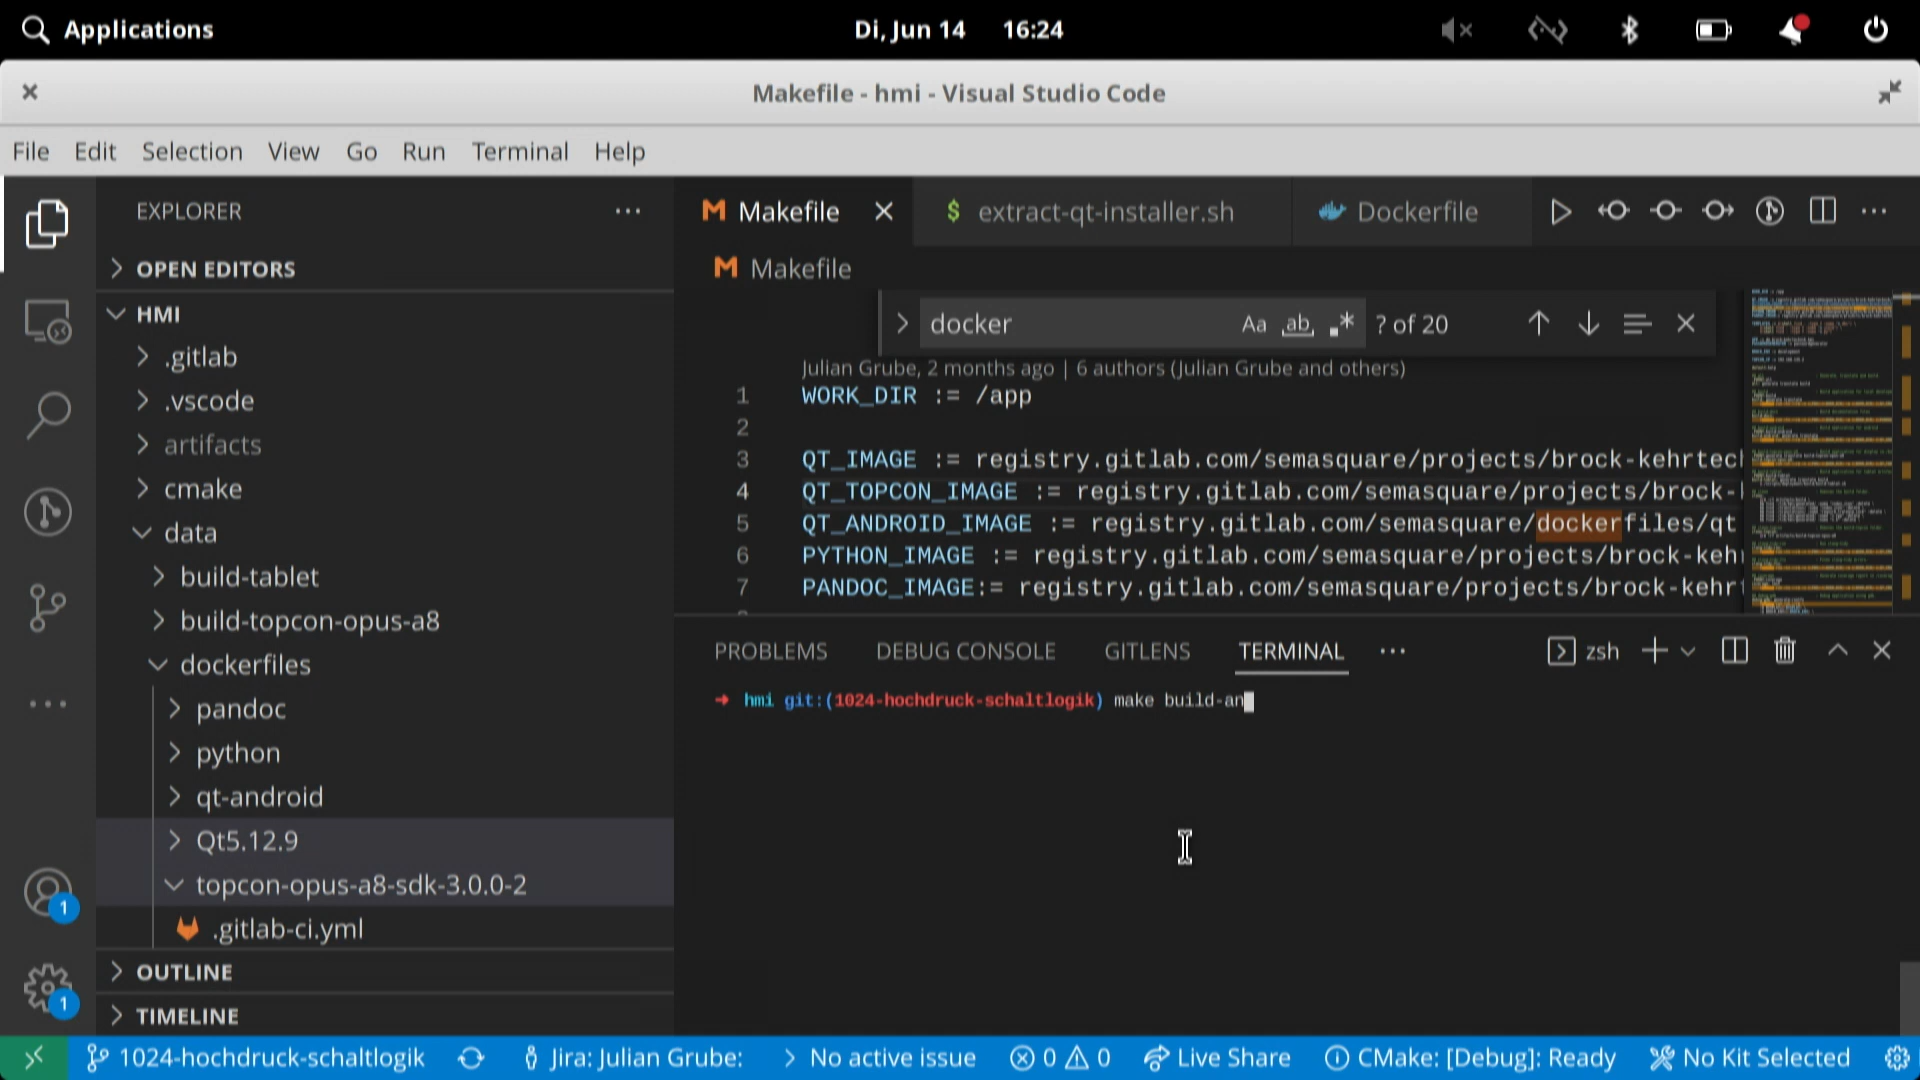 Applications
Di, Jun 14 16:24
Makefile - hmi - Visual Studio Code
File Edit Selection View Go Run Terminal Help
EXPLORER
Makefile
extract-qt-installer.sh
Dockerfile
OPEN EDITORS
Makefile
HMI
docker
Aa ab ? of 20
.gitlab
Julian Grube, 2 months ago | 6 authors (Julian Grube and others)
.vscode
1 WORK_DIR := /app
2
artifacts
3 QT_IMAGE := registry.gitlab.com/semasquare/projects/brock-kehrtec
cmake
4 QT_TOPCON_IMAGE := registry.gitlab.com/semasquare/projects/brock-
data
5 QT_ANDROID_IMAGE := registry.gitlab.com/semasquare/dockerfiles/qt
6 PYTHON_IMAGE := registry.gitlab.com/semasquare/projects/brock-keh
build-tablet
7 PANDOC_IMAGE:= registry.gitlab.com/semasquare/projects/brock-kehr
build-topcon-opus-a8
PROBLEMS DEBUG CONSOLE GITLENS TERMINAL
zsh
dockerfiles
➜ hmi git:(1024-hochdruck-schaltlogik) make build-an
pandoc
python
qt-android
Qt5.12.9
topcon-opus-a8-sdk-3.0.0-2
.gitlab-ci.yml
OUTLINE
TIMELINE
1
1
1024-hochdruck-schaltlogik
Jira: Julian Grube:
No active issue
0 0
Live Share
CMake: [Debug]: Ready
No Kit Selected